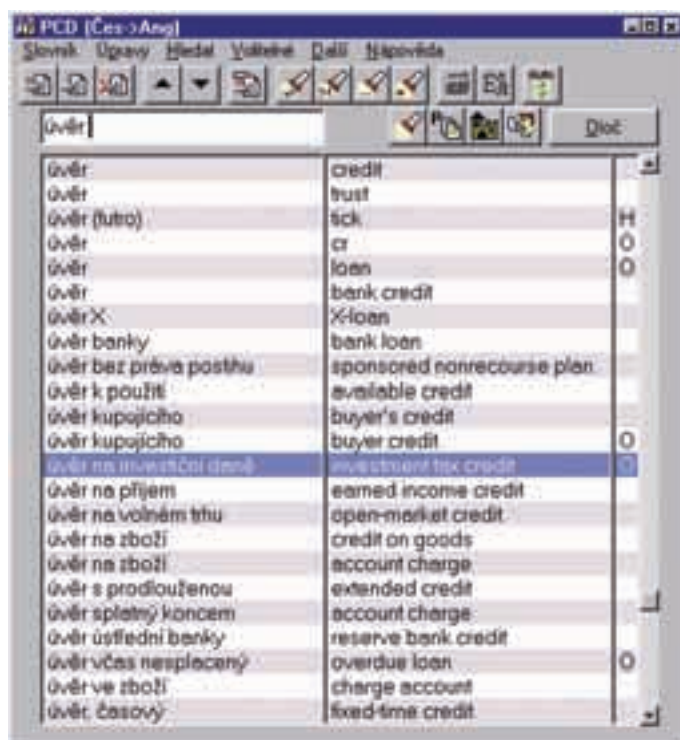 PCD (Čes->Ang)
Slovník Úpravy Hledat Volitelné Další Nápověda
úvěr
úvěr credit
úvěr trust
úvěr (futro) tick H
úvěr cr O
úvěr loan O
úvěr bank credit
úvěr X X-loan
úvěr banky bank loan
úvěr bez práva postihu sponsored nonrecourse plan
úvěr k použití available credit
úvěr kupujícího buyer's credit
úvěr kupujícího buyer credit O
úvěr na investiční daně investment tax credit O
úvěr na příjem earned income credit
úvěr na volném trhu open-market credit
úvěr na zboží credit on goods
úvěr na zboží account charge
úvěr s prodlouženou extended credit
úvěr splatný koncem account charge
úvěr ústřední banky reserve bank credit
úvěr včas nesplacený overdue loan O
úvěr ve zboží charge account
úvěr, časový fixed-time credit